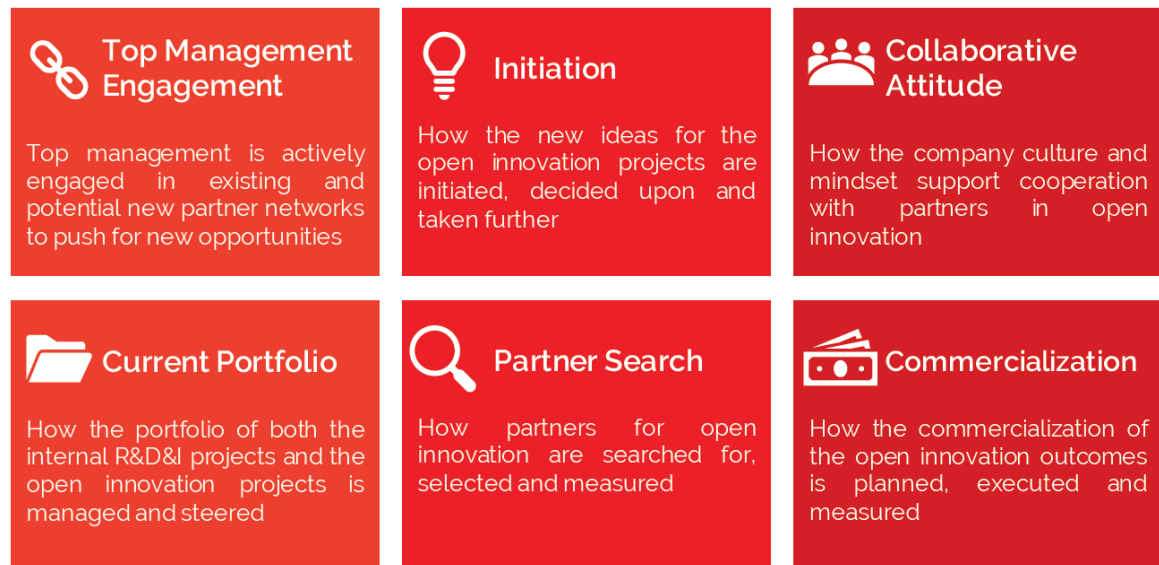 Top Management
Engagement
Top management is actively
engaged in existing and
potential new partner networks
to push for new opportunities
Initiation
How the new ideas for the
open innovation projects are
initiated, decided upon and
taken further
Collaborative
Attitude
How the company culture and
mindset support cooperation
with partners in open
innovation
Current Portfolio
How the portfolio of both the
internal R&D&I projects and the
open innovation projects is
managed and steered
Partner Search
How partners for open
innovation are searched for,
selected and measured
Commercialization
How the commercialization of
the open innovation outcomes
is planned, executed and
measured